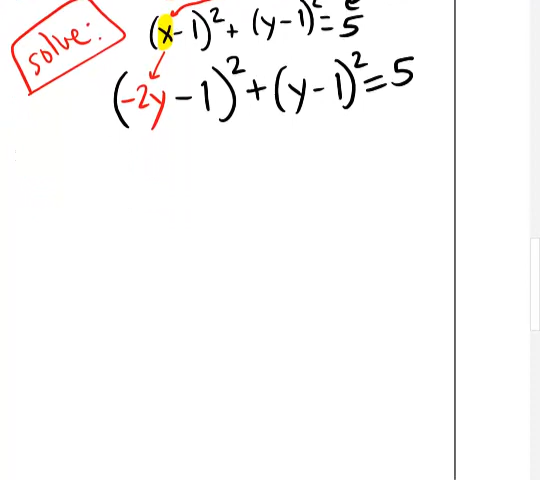 solve: (x-1)² + (y-1)² = 5
(-2y-1)² + (y-1)² = 5